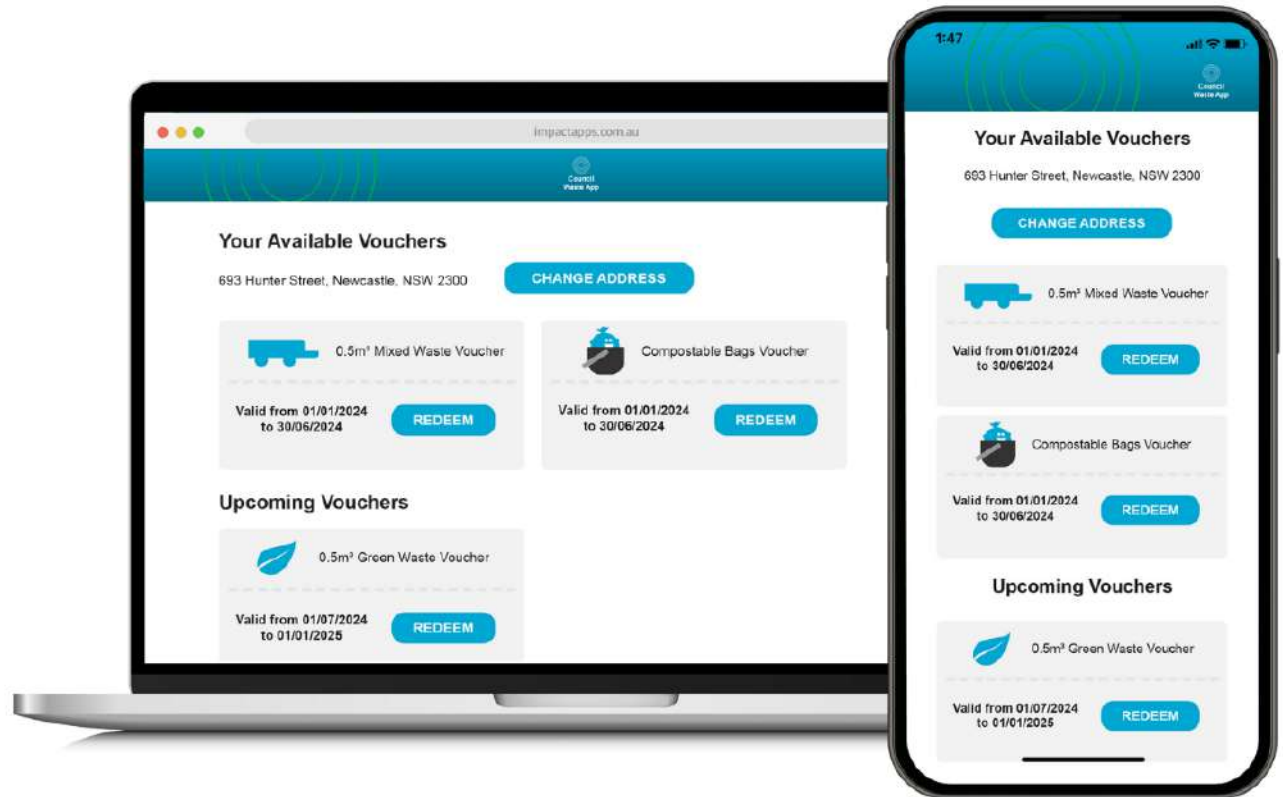 impactapps.com.au
Council
Waste App
Your Available Vouchers
693 Hunter Street, Newcastle, NSW 2300
CHANGE ADDRESS
0.5m³ Mixed Waste Voucher
Valid from 01/01/2024
to 30/06/2024
REDEEM
Compostable Bags Voucher
Valid from 01/01/2024
to 30/06/2024
REDEEM
Upcoming Vouchers
0.5m³ Green Waste Voucher
Valid from 01/07/2024
to 01/01/2025
REDEEM
1:47
Council
Waste App
Your Available Vouchers
693 Hunter Street, Newcastle, NSW 2300
CHANGE ADDRESS
0.5m³ Mixed Waste Voucher
Valid from 01/01/2024
to 30/06/2024
REDEEM
Compostable Bags Voucher
Valid from 01/01/2024
to 30/06/2024
REDEEM
Upcoming Vouchers
0.5m³ Green Waste Voucher
Valid from 01/07/2024
to 01/01/2025
REDEEM